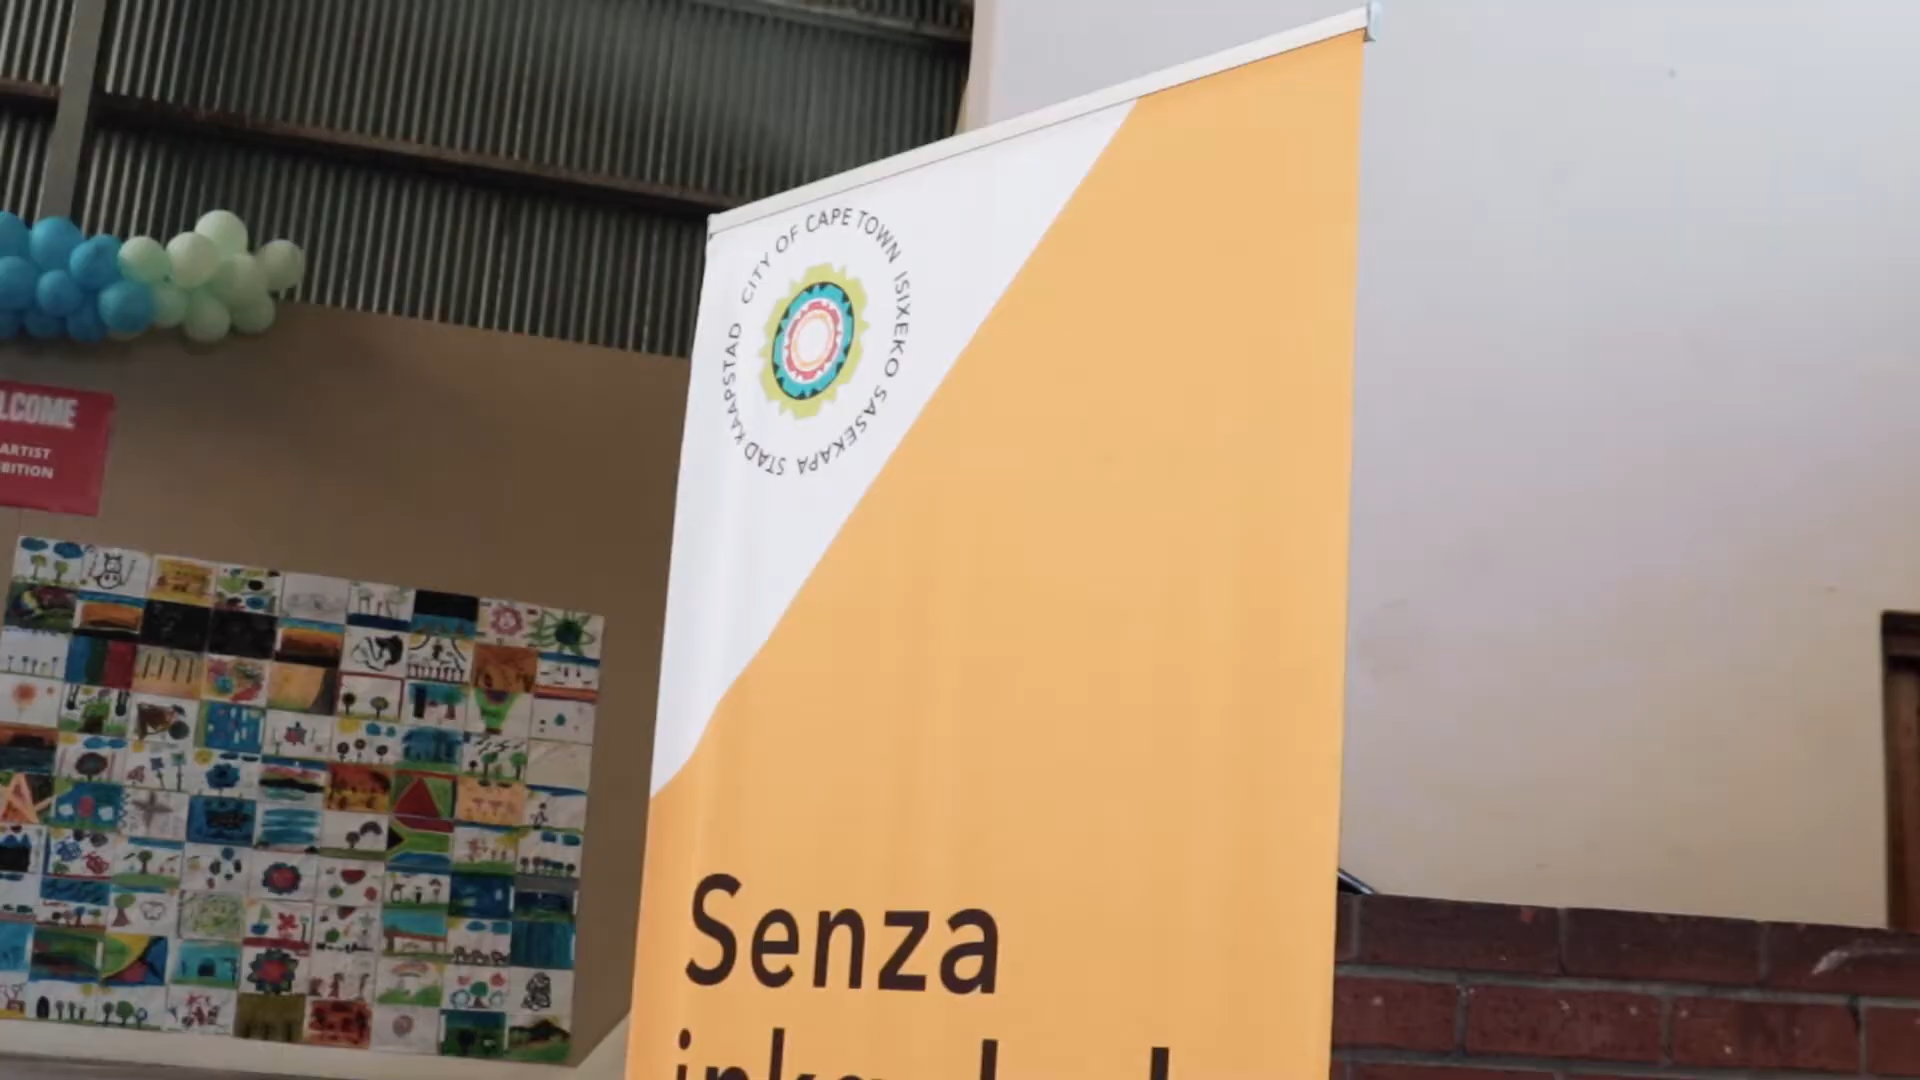 CITY OF CAPE TOWN ISIXEKO SASEKAPA STAD KAAPSTAD
LCOME
ARTIST
BITION
Senza